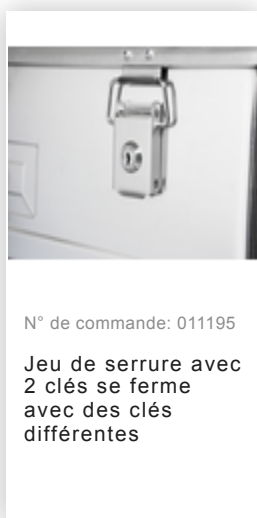 N° de commande: 011195
Jeu de serrure avec
2 clés se ferme
avec des clés
différentes